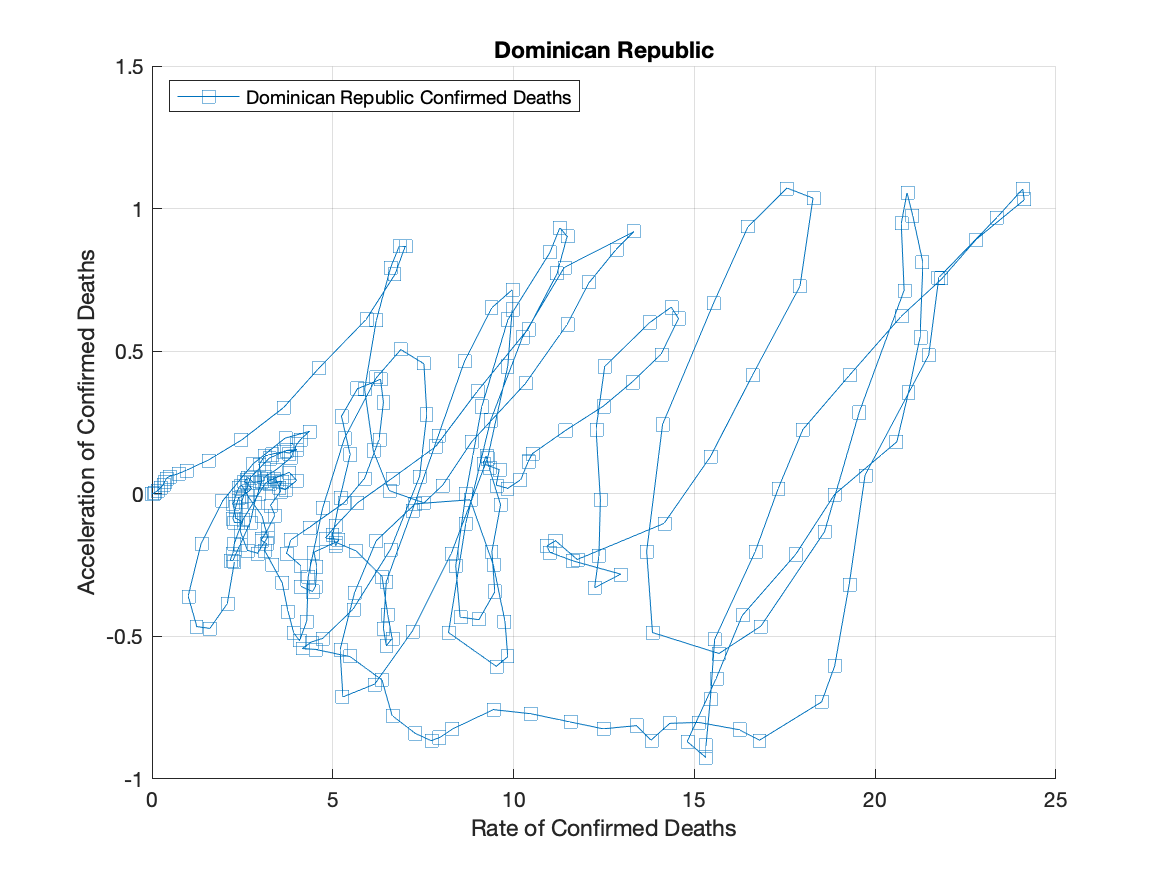 Dominican Republic
1.5
Dominican Republic Confirmed Deaths
1
0.5
0
-0.5
-1
Acceleration of Confirmed Deaths
0 5 10 15 20 25
Rate of Confirmed Deaths